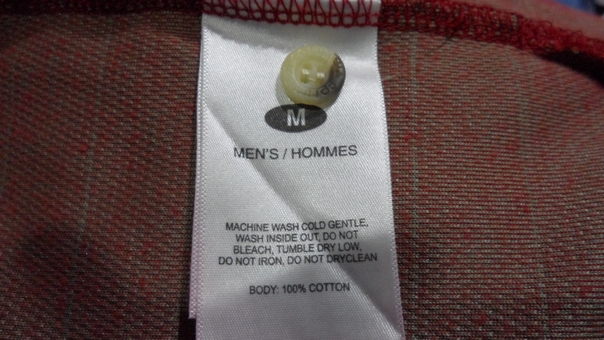 M
MEN'S / HOMMES
MACHINE WASH COLD GENTLE,
WASH INSIDE OUT, DO NOT
BLEACH, TUMBLE DRY LOW,
DO NOT IRON, DO NOT DRYCLEAN
BODY: 100% COTTON